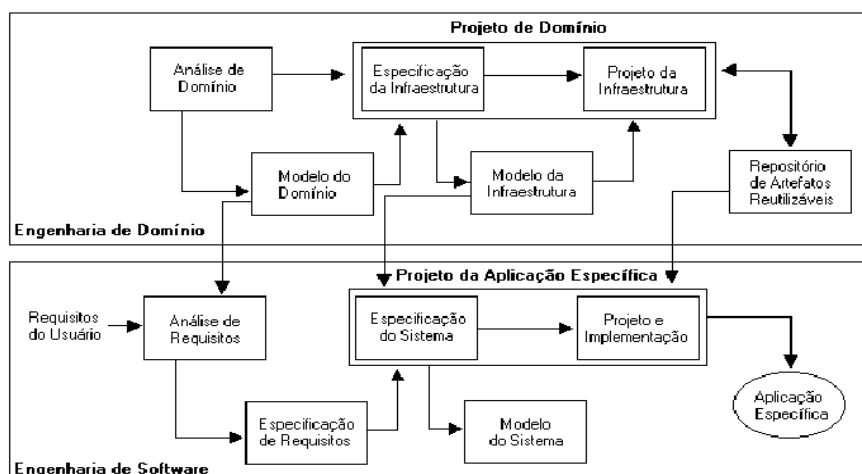 Projeto de Domínio
Análise de
Domínio
Especificação
da Infraestrutura
Projeto da
Infraestrutura
Modelo do
Domínio
Modelo da
Infraestrutura
Repositório
de Artefatos
Reutilizáveis
Engenharia de Domínio
Projeto da Aplicação Específica
Requisitos
do Usuário
Análise de
Requisitos
Especificação
do Sistema
Projeto e
Implementação
Aplicação
Específica
Especificação
de Requisitos
Modelo
do Sistema
Engenharia de Software